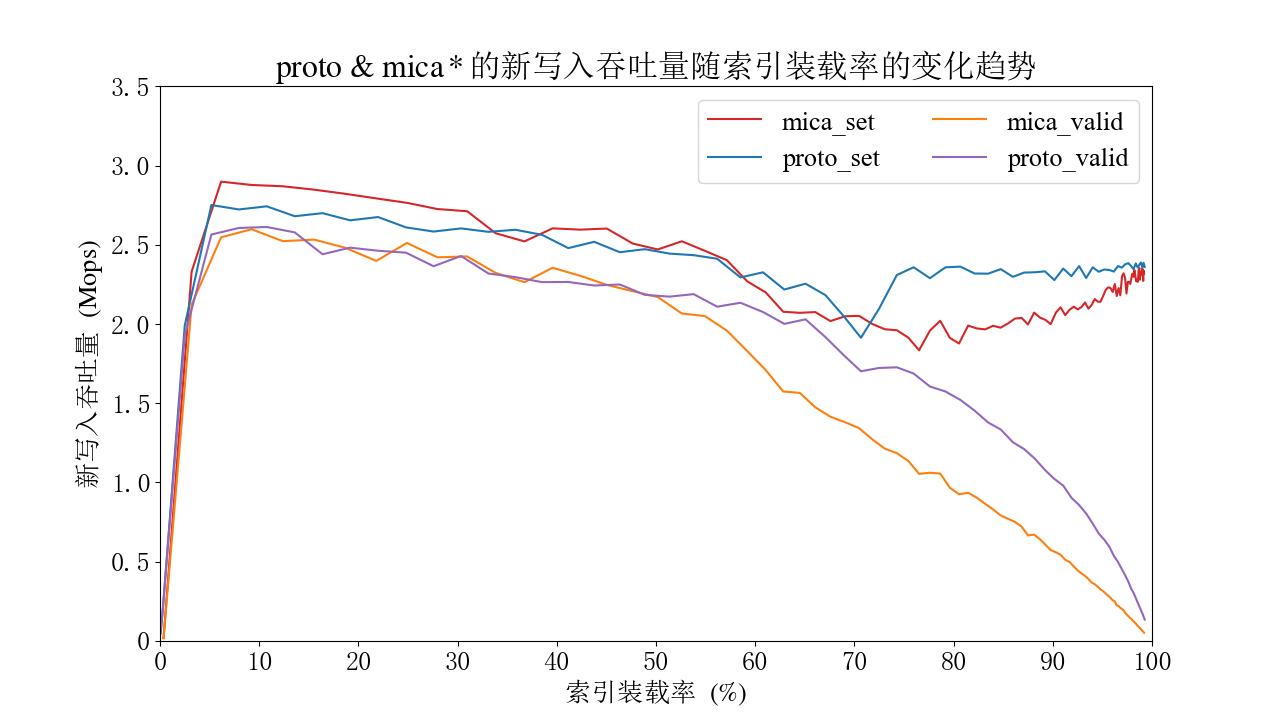 proto & mica * 的新写入吞吐量随索引装载率的变化趋势
mica_set mica_valid
proto_set proto_valid
新写入吞吐量 (Mops)
3.5
3.0
2.5
2.0
1.5
1.0
0.5
0
0 10 20 30 40 50 60 70 80 90 100
索引装载率 (%)